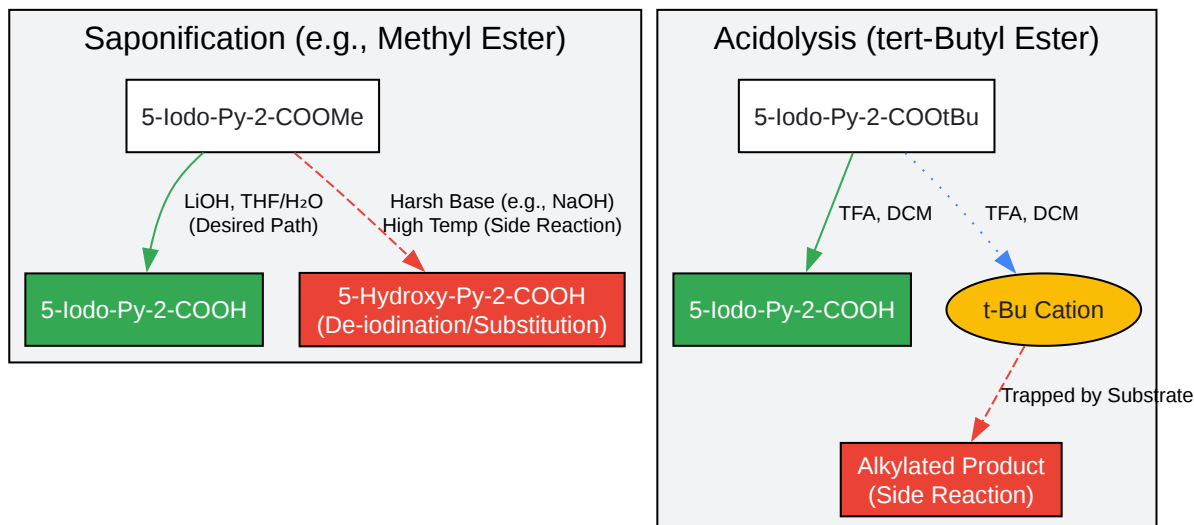 Saponification (e.g., Methyl Ester)
5-Iodo-Py-2-COOMe
LiOH, THF/H₂O
(Desired Path)
Harsh Base (e.g., NaOH)
High Temp (Side Reaction)
5-Iodo-Py-2-COOH
5-Hydroxy-Py-2-COOH
(De-iodination/Substitution)
Acidolysis (tert-Butyl Ester)
5-Iodo-Py-2-COOtBu
TFA, DCM
TFA, DCM
5-Iodo-Py-2-COOH
t-Bu Cation
Trapped by Substrate
Alkylated Product
(Side Reaction)